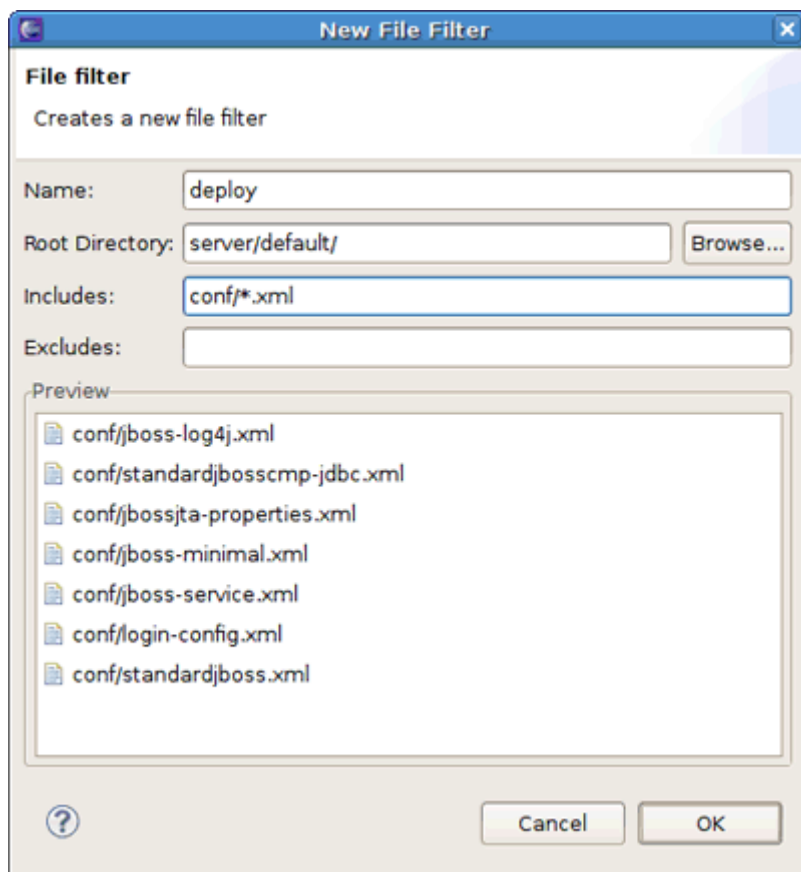 New File Filter
File filter
Creates a new file filter
Name: deploy
Root Directory: server/default/ Browse...
Includes: conf/*.xml
Excludes:
Preview
conf/jboss-log4j.xml
conf/standardjbosscmp-jdbc.xml
conf/jbossjta-properties.xml
conf/jboss-minimal.xml
conf/jboss-service.xml
conf/login-config.xml
conf/standardjboss.xml
? Cancel OK